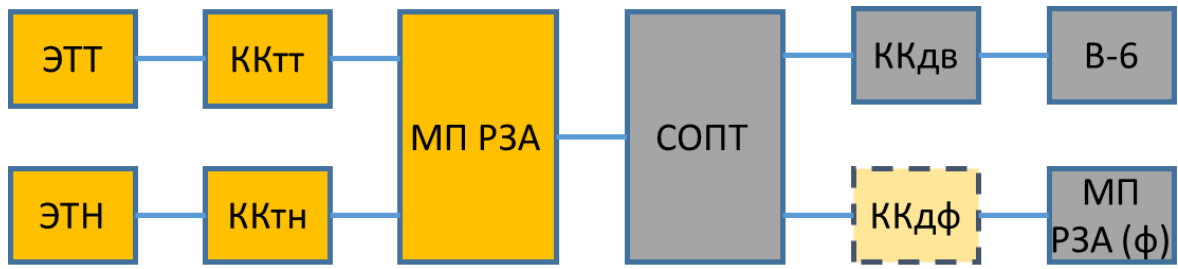 ЭТТ
ККтт
МП РЗА
СОПТ
ККдв
В-6
ЭТН
ККтн
ККдф
МП
РЗА (ф)